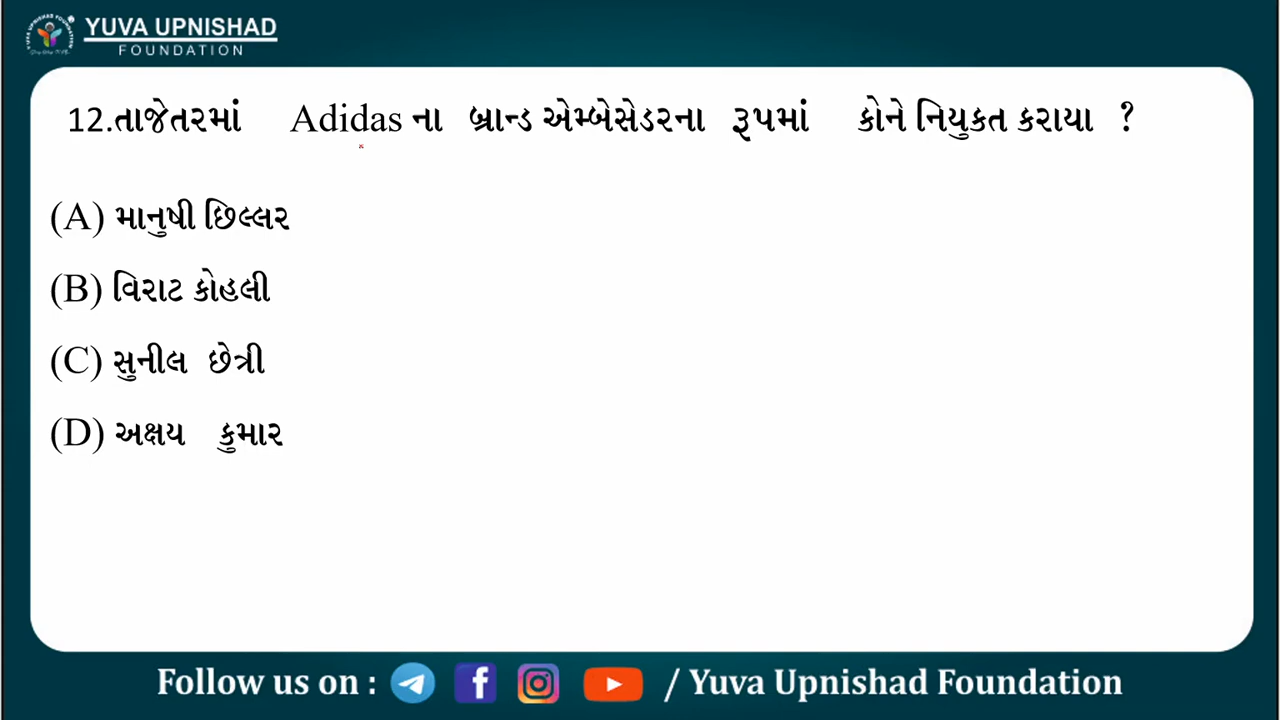 YUVA UPNISHAD
FOUNDATION
12.તાજેતરમાં Adidas ના બ્રાન્ડ એમ્બેસેડરના રૂપમાં કોને નિયુકત કરાયા ?
(A) માનુષી છિલ્લર
(B) વિરાટ કોહલી
(C) સુનીલ છેત્રી
(D) અક્ષય કુમાર
Follow us on : / Yuva Upnishad Foundation